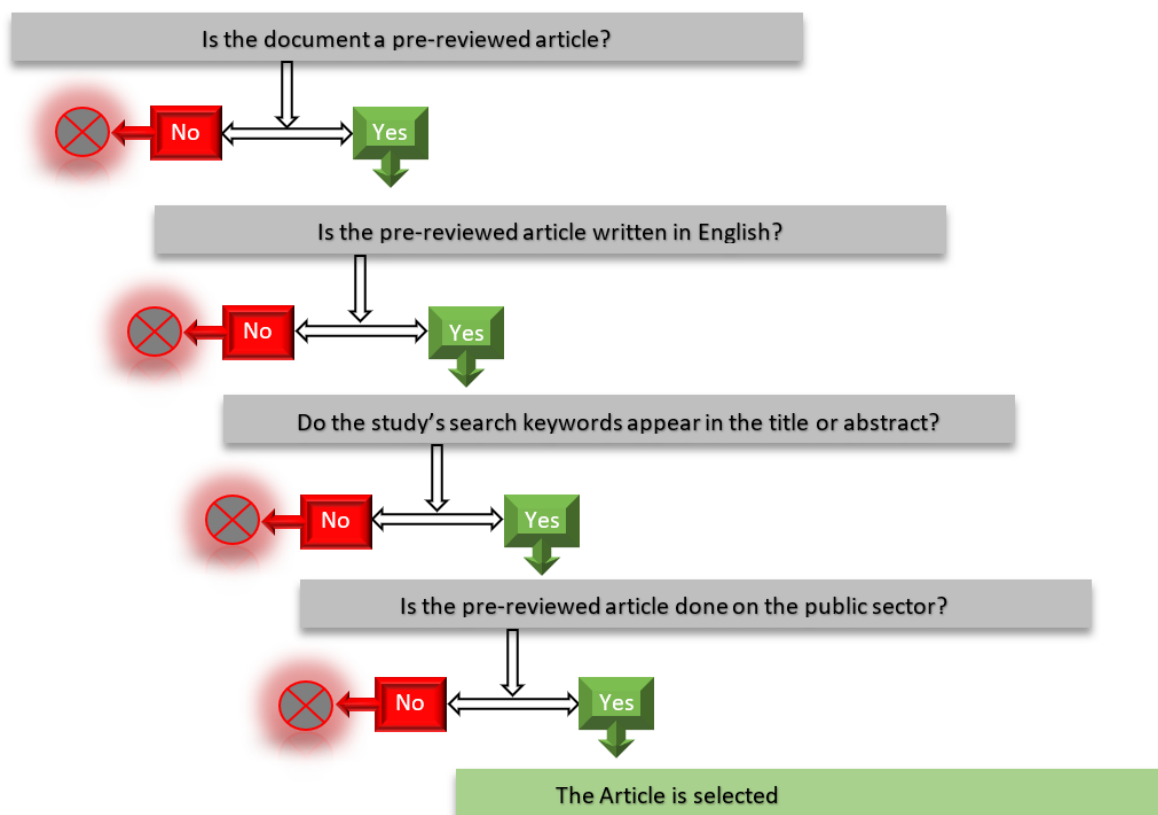 Is the document a pre-reviewed article?
No
Yes
Is the pre-reviewed article written in English?
No
Yes
Do the study’s search keywords appear in the title or abstract?
No
Yes
Is the pre-reviewed article done on the public sector?
No
Yes
The Article is selected